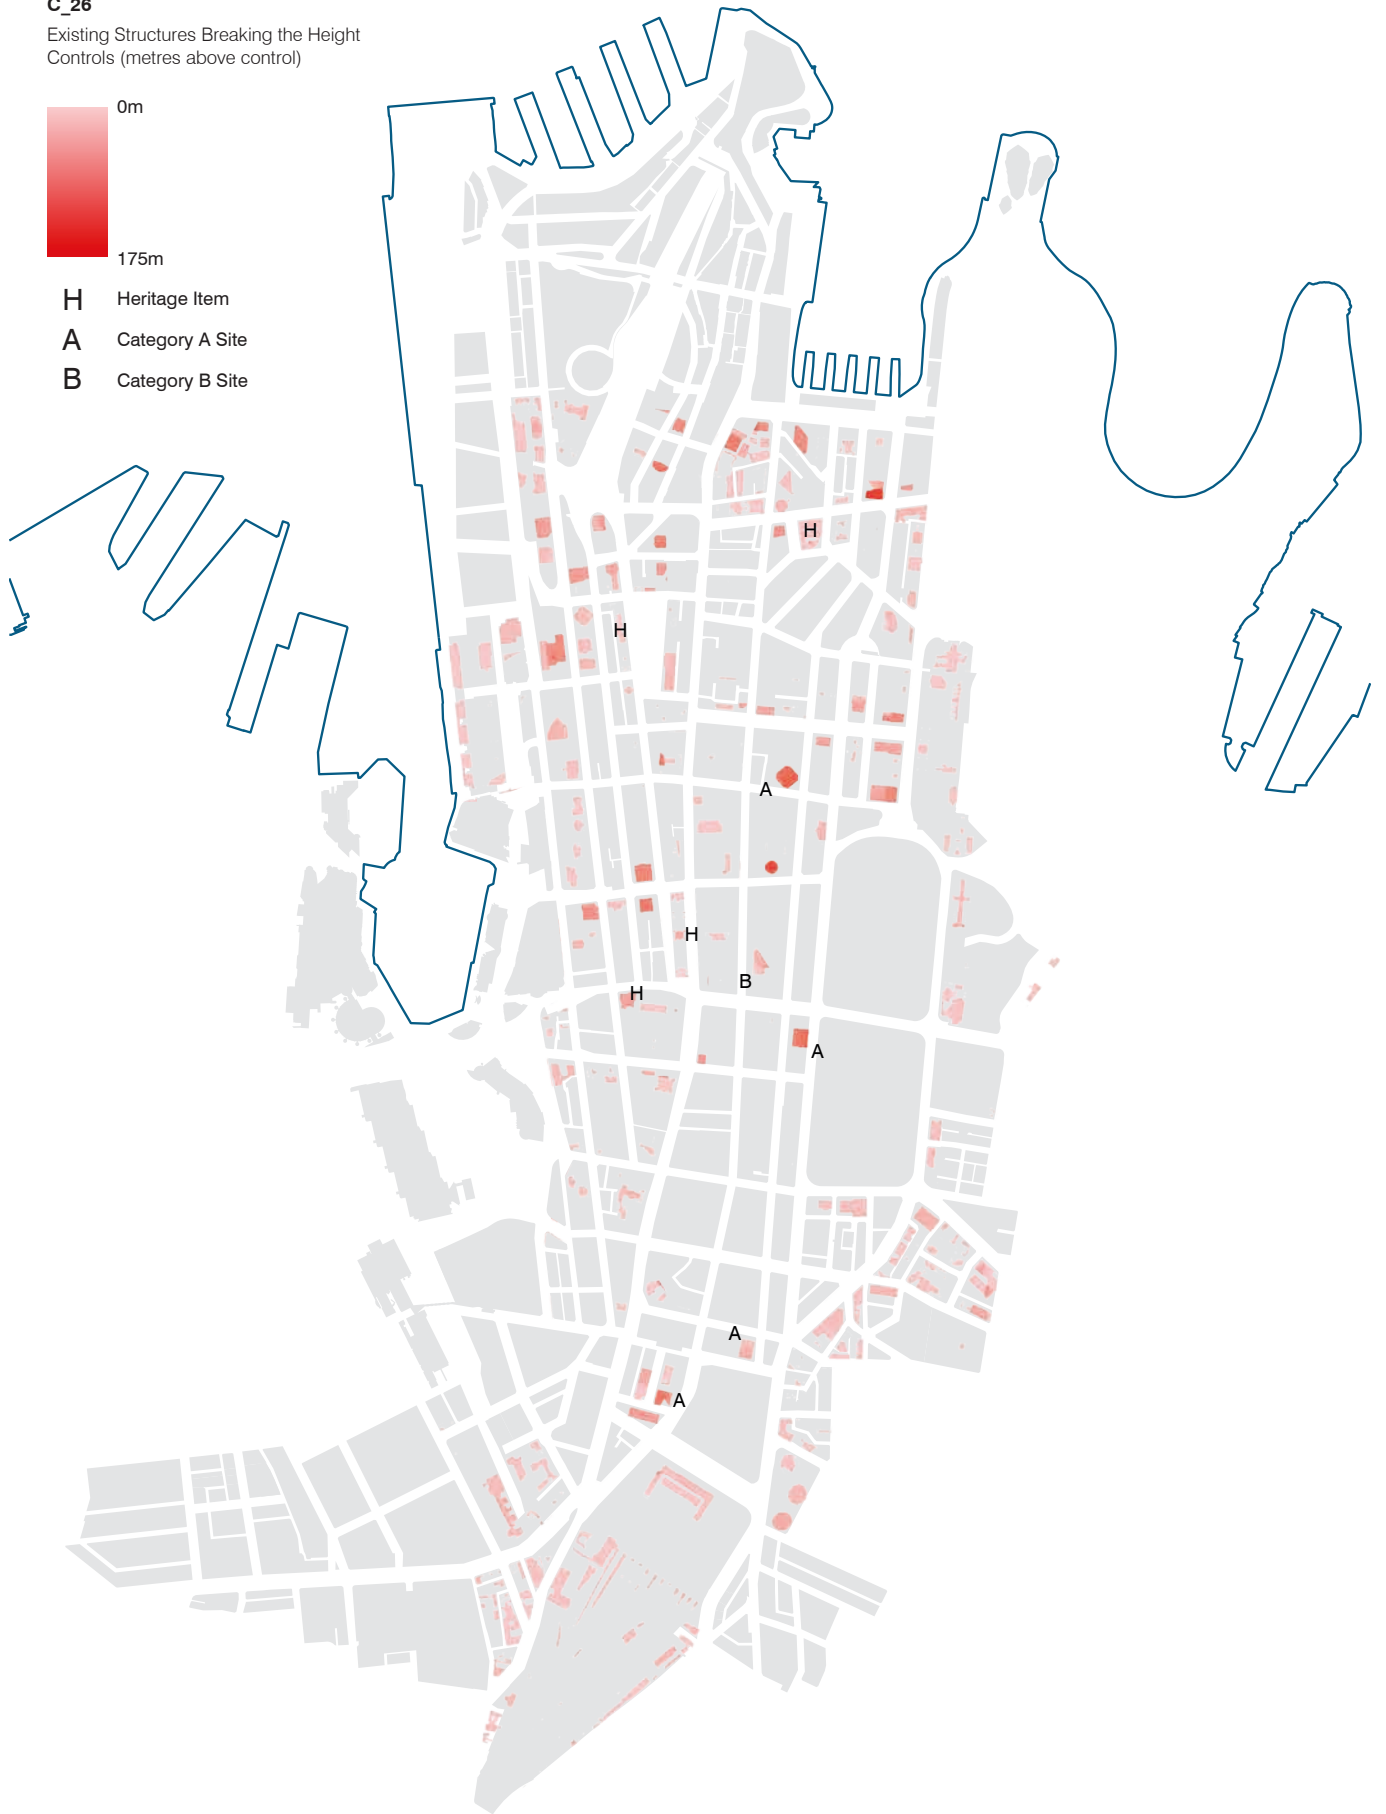 C_26
Existing Structures Breaking the Height
Controls (metres above control)
0m
175m
H Heritage Item
A Category A Site
B Category B Site
H
H
A
H
B
H
A
A
A